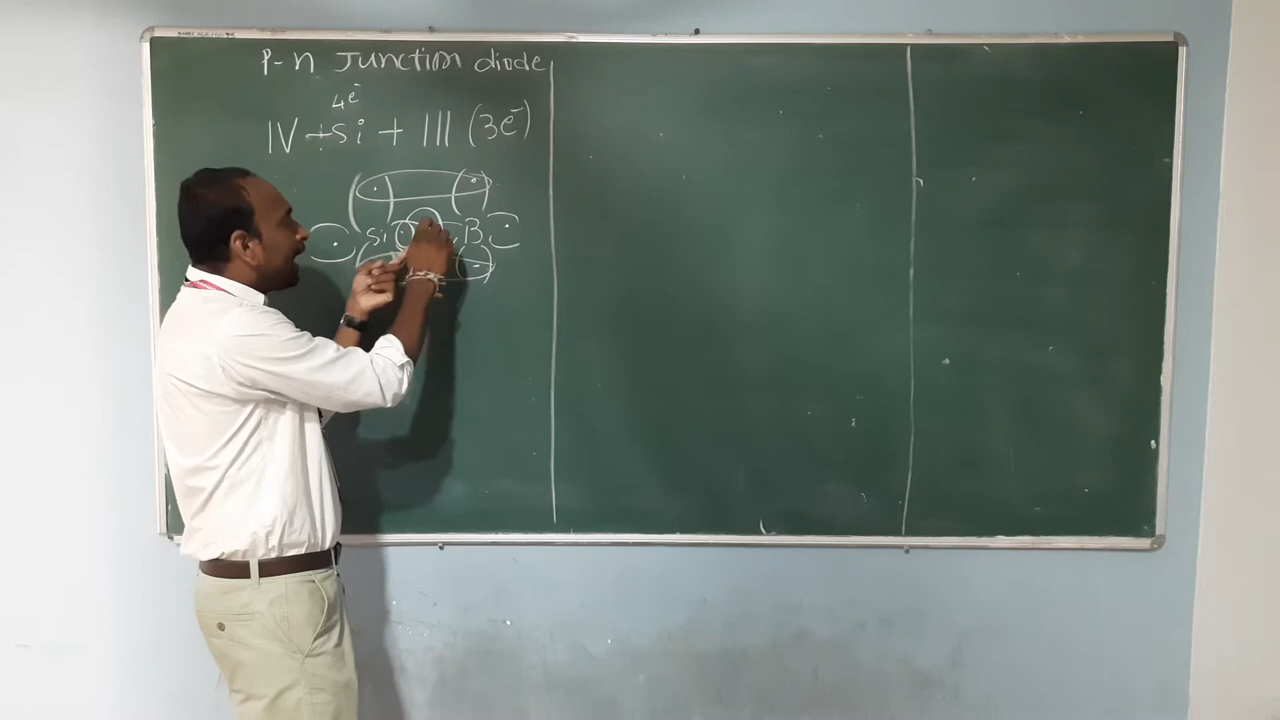 P-n Junction diode
4e⁻
IV + Si + III (3e⁻)
Si B